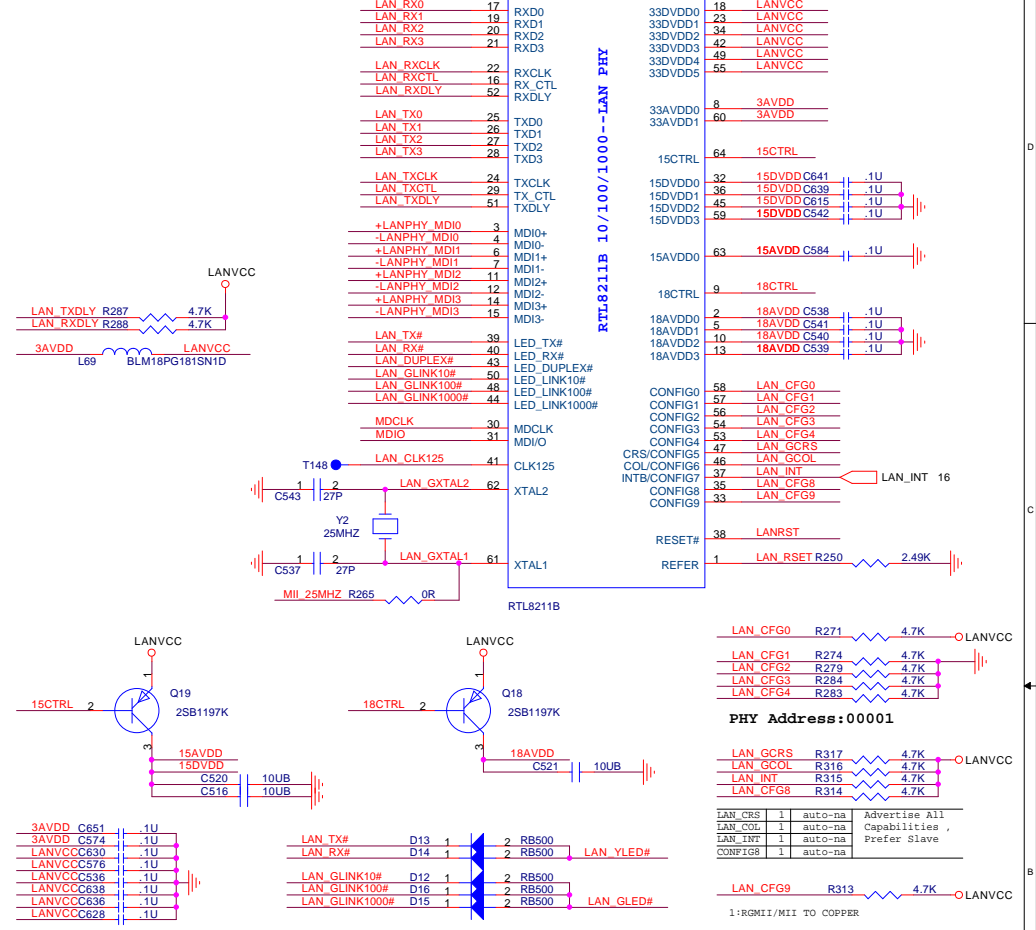 LAN_RX0 17 RXD0
LAN_RX1 19 RXD1
LAN_RX2 20 RXD2
LAN_RX3 21 RXD3
LAN_RXCLK 22 RXCLK
LAN_RXCTL 16 RX_CTL
LAN_RXDLY 52 RXDLY
LAN_TX0 25 TXD0
LAN_TX1 26 TXD1
LAN_TX2 27 TXD2
LAN_TX3 28 TXD3
LAN_TXCLK 24 TXCLK
LAN_TXCTL 29 TX_CTL
LAN_TXDLY 51 TXDLY
+LANPHY_MDI0 3 MDI0+
-LANPHY_MDI0 4 MDI0-
+LANPHY_MDI1 6 MDI1+
-LANPHY_MDI1 7 MDI1-
+LANPHY_MDI2 11 MDI2+
-LANPHY_MDI2 12 MDI2-
+LANPHY_MDI3 14 MDI3+
-LANPHY_MDI3 15 MDI3-
LAN_TX# 39 LED_TX#
LAN_RX# 40 LED_RX#
LAN_DUPLEX# 43 LED_DUPLEX#
LAN_GLINK10# 50 LED_LINK10#
LAN_GLINK100# 48 LED_LINK100#
LAN_GLINK1000# 44 LED_LINK1000#
MDCLK 30 MDCLK
MDIO 31 MDI/O
T148 LAN_CLK125 41 CLK125
1 2 LAN_GXTAL2 62 XTAL2
C543 27P
Y2
25MHZ
1 2 LAN_GXTAL1 61 XTAL1
C537 27P
MII_25MHZ R265 0R
RTL8211B 10/100/1000--LAN PHY
RTL8211B
33DVDD0 18 LANVCC
33DVDD1 23 LANVCC
33DVDD2 34 LANVCC
33DVDD3 42 LANVCC
33DVDD4 49 LANVCC
33DVDD5 55 LANVCC
33AVDD0 8 3AVDD
33AVDD1 60 3AVDD
15CTRL 64 15CTRL
15DVDD0 32 15DVDD C641 .1U
15DVDD1 36 15DVDD C639 .1U
15DVDD2 45 15DVDD C615 .1U
15DVDD3 59 15DVDD C542 .1U
15AVDD0 63 15AVDD C584 .1U
18CTRL 9 18CTRL
18AVDD0 2 18AVDD C538 .1U
18AVDD1 5 18AVDD C541 .1U
18AVDD2 10 18AVDD C540 .1U
18AVDD3 13 18AVDD C539 .1U
CONFIG0 58 LAN_CFG0
CONFIG1 57 LAN_CFG1
CONFIG2 56 LAN_CFG2
CONFIG3 54 LAN_CFG3
CONFIG4 53 LAN_CFG4
CRS/CONFIG5 47 LAN_GCRS
COL/CONFIG6 46 LAN_GCOL
INTB/CONFIG7 37 LAN_INT LAN_INT 16
CONFIG8 35 LAN_CFG8
CONFIG9 33 LAN_CFG9
RESET# 38 LANRST
REFER 1 LAN_RSET R250 2.49K
D
C
B
LANVCC
LAN_TXDLY R287 4.7K
LAN_RXDLY R288 4.7K
3AVDD LANVCC
L69 BLM18PG181SN1D
LANVCC
1
Q19
15CTRL 2 2SB1197K
3
15AVDD
15DVDD
C520 10UB
C516 10UB
LANVCC
1
Q18
18CTRL 2 2SB1197K
3
18AVDD
C521 10UB
LAN_CFG0 R271 4.7K LANVCC
LAN_CFG1 R274 4.7K
LAN_CFG2 R279 4.7K
LAN_CFG3 R284 4.7K
LAN_CFG4 R283 4.7K
PHY Address:00001
LAN_GCRS R317 4.7K LANVCC
LAN_GCOL R316 4.7K
LAN_INT R315 4.7K
LAN_CFG8 R314 4.7K
LAN_CRS 1 auto-na Advertise All
LAN_COL 1 auto-na Capabilities ,
LAN_INT 1 auto-na Prefer Slave
CONFIG8 1 auto-na
LAN_CFG9 R313 4.7K LANVCC
1:RGMII/MII TO COPPER
3AVDD C651 .1U
3AVDD C574 .1U
LANVCC C630 .1U
LANVCC C576 .1U
LANVCC C536 .1U
LANVCC C638 .1U
LANVCC C636 .1U
LANVCC C628 .1U
LAN_TX# D13 1 2 RB500
LAN_RX# D14 1 2 RB500 LAN_YLED#
LAN_GLINK10# D12 1 2 RB500
LAN_GLINK100# D16 1 2 RB500
LAN_GLINK1000# D15 1 2 RB500 LAN_GLED#